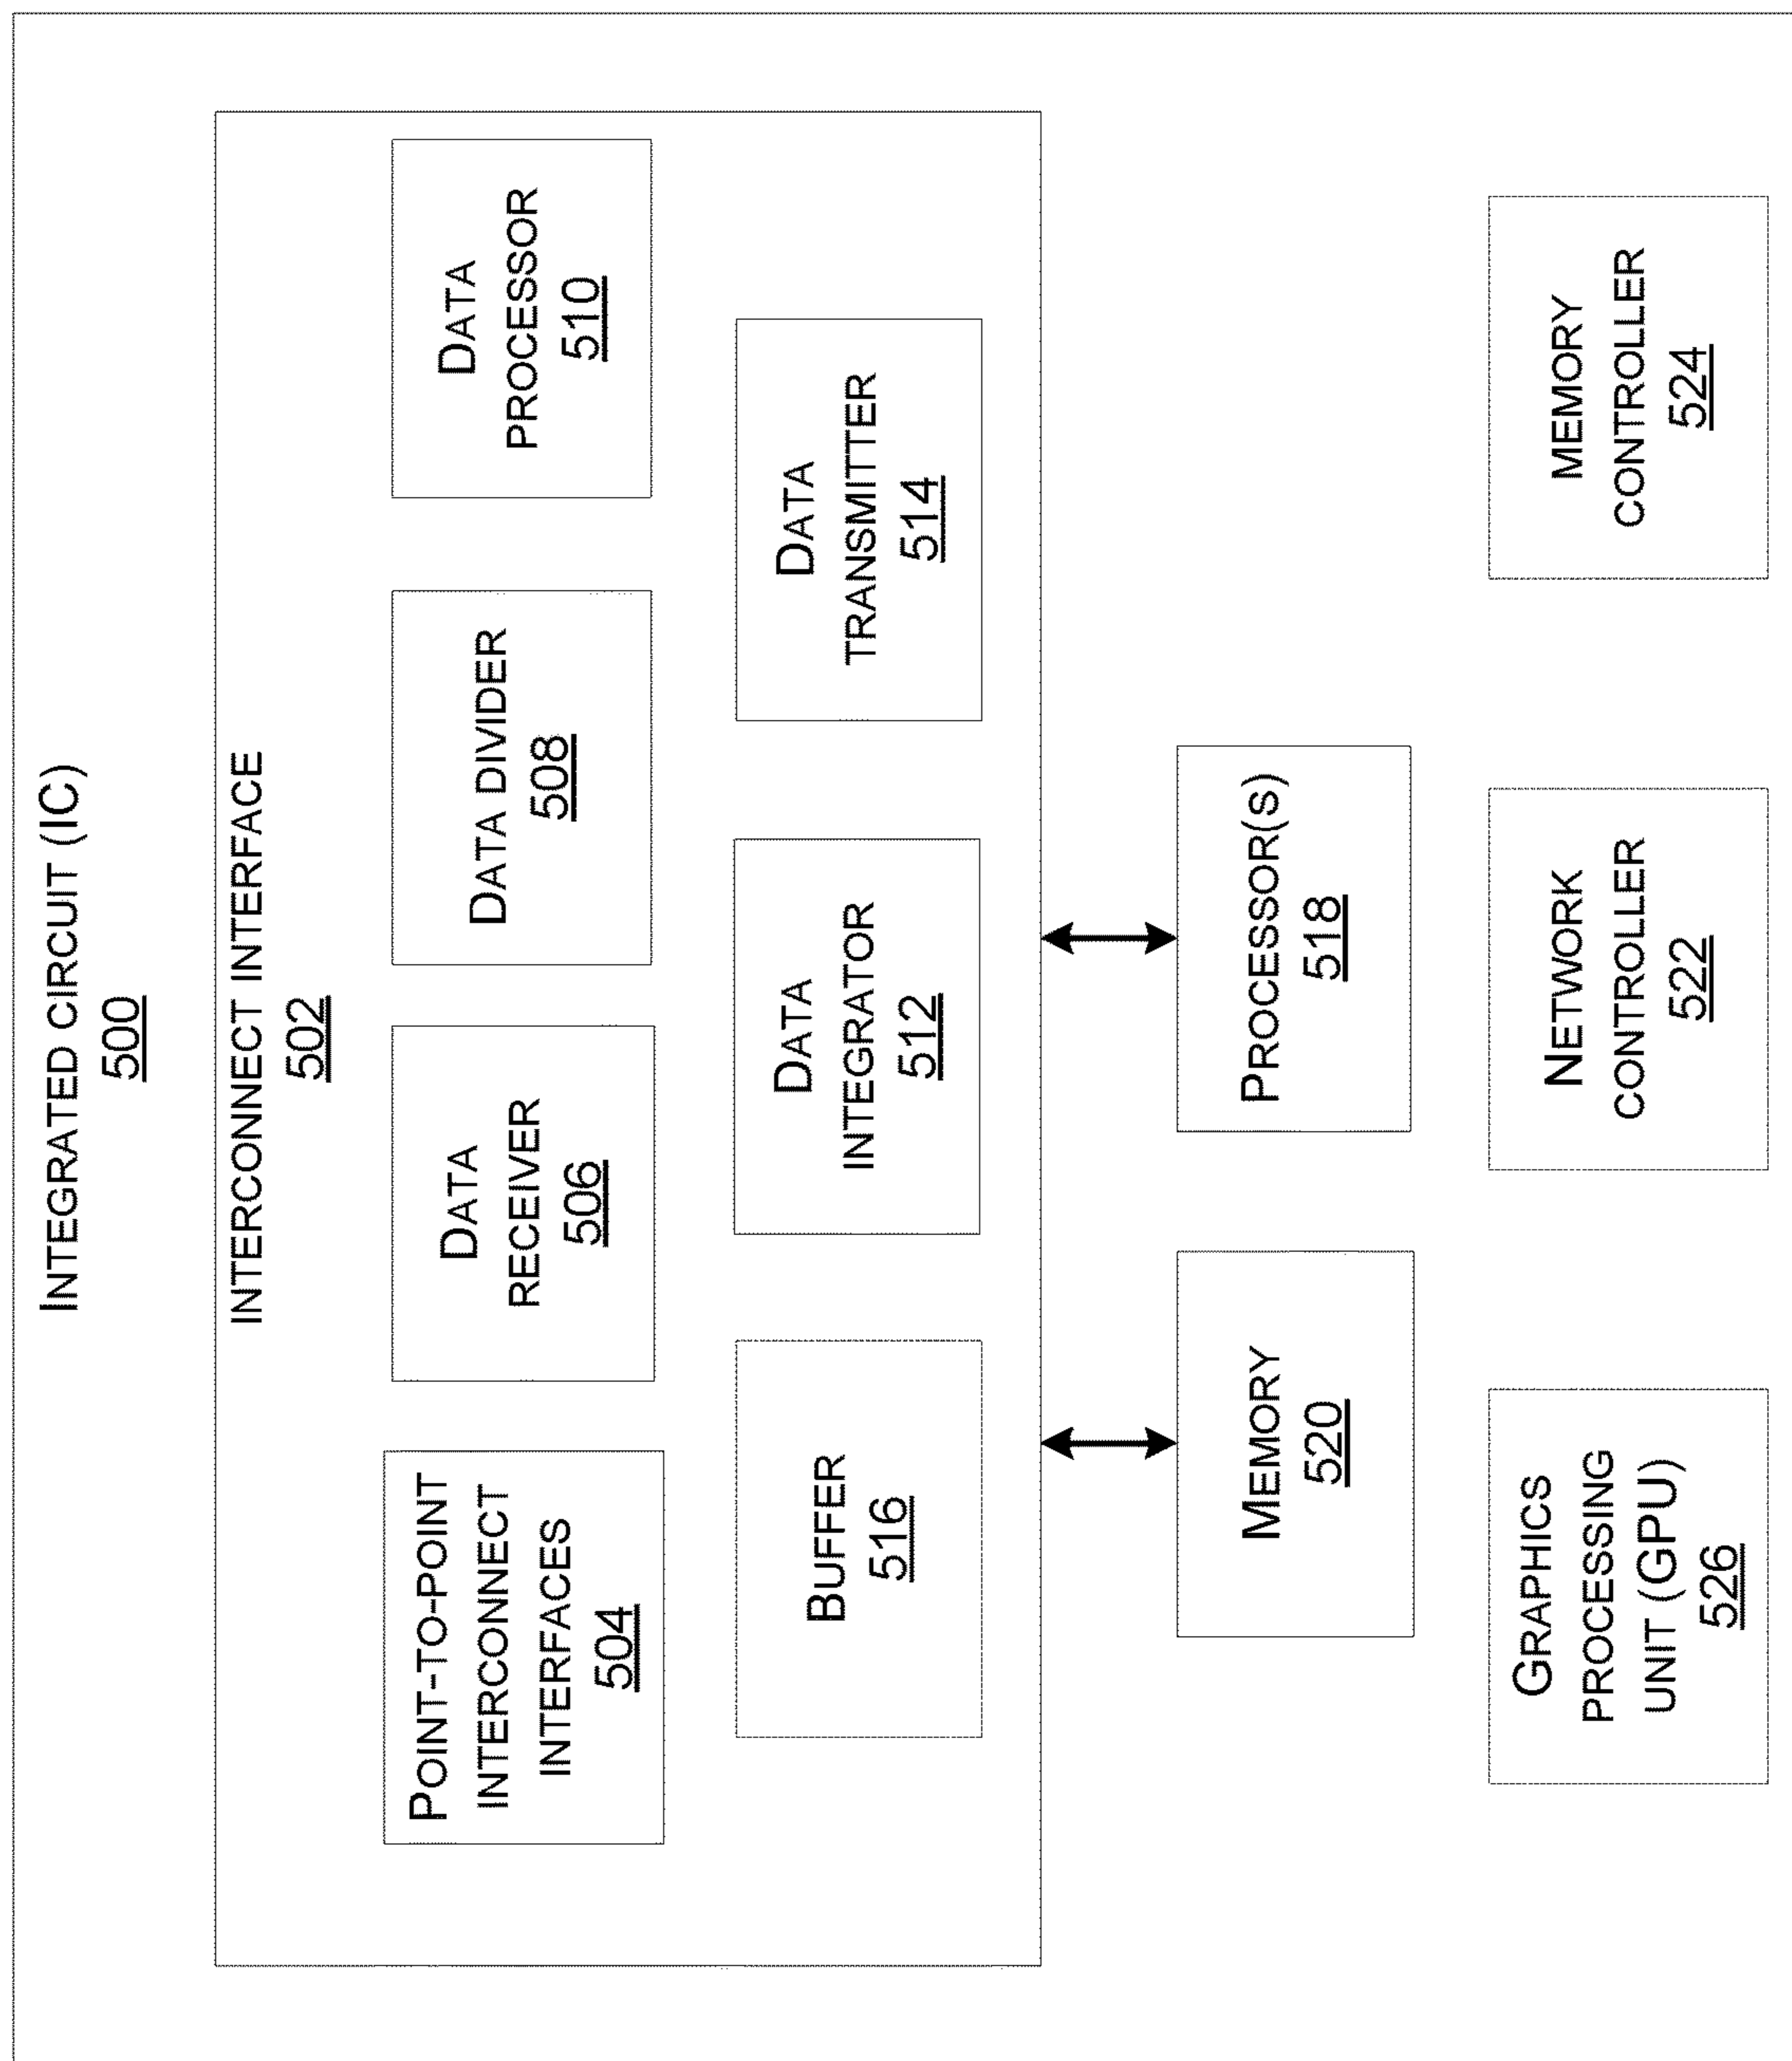 INTEGRATED CIRCUIT (IC)
500
INTERCONNECT INTERFACE
502
POINT-TO-POINT
INTERCONNECT
INTERFACES
504
DATA
RECEIVER
506
DATA DIVIDER
508
DATA
PROCESSOR
510
BUFFER
516
DATA
INTEGRATOR
512
DATA
TRANSMITTER
514
MEMORY
520
PROCESSOR(S)
518
GRAPHICS
PROCESSING
UNIT (GPU)
526
NETWORK
CONTROLLER
522
MEMORY
CONTROLLER
524